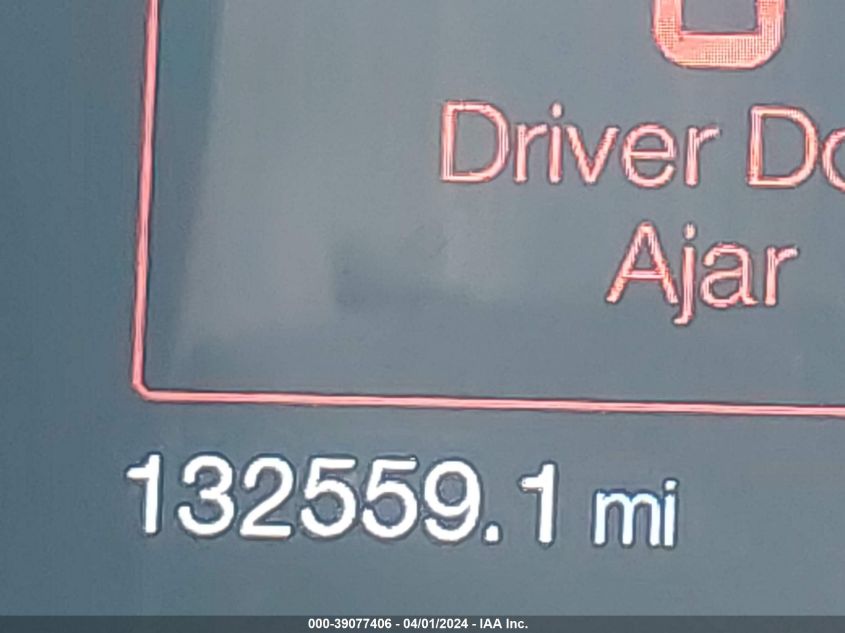 Driver Do
Ajar
132559.1 mi
000-39077406 - 04/01/2024 - IAA Inc.